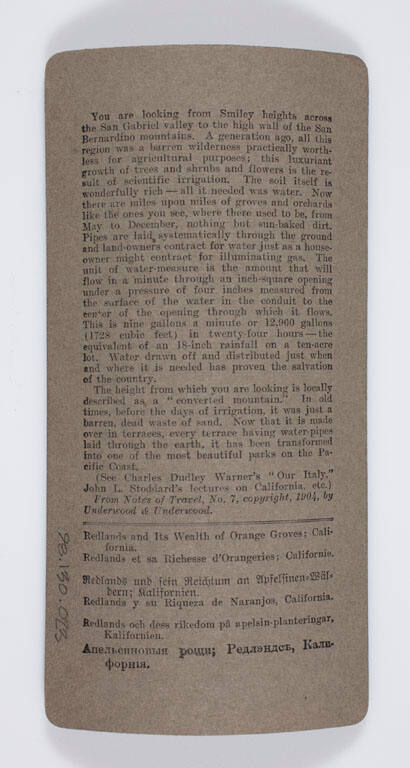 You are looking from Smiley heights across
the San Gabriel valley to the high wall of the San
Bernardino mountains. A generation ago, all this
region was a barren wilderness practically worth-
less for agricultural purposes; this luxuriant
growth of trees and shrubs and flowers is the re-
sult of scientific irrigation. The soil itself is
wonderfully rich — all it needed was water. Now
there are miles upon miles of groves and orchards
like the ones you see, where there used to be, from
May to December, nothing but sun-baked dirt.
Pipes are laid systematically through the ground
and land-owners contract for water just as a house-
owner might contract for illuminating gas. The
unit of water-measure is the amount that will
flow in a minute through an inch-square opening
under a pressure of four inches measured from
the surface of the water in the conduit to the
center of the opening through which it flows.
This is nine gallons a minute or 12,960 gallons
(1728 cubic feet) in twenty-four hours — the
equivalent of an 18-inch rainfall on a ten-acre
lot. Water drawn off and distributed just when
and where it is needed has proven the salvation
of the country.
The height from which you are looking is locally
described as a "converted mountain." In old
times, before the days of irrigation, it was just a
barren, dead waste of sand. Now that it is made
over in terraces, every terrace having water-pipes
laid through the earth, it has been transformed
into one of the most beautiful parks on the Pa-
cific Coast.
(See Charles Dudley Warner's "Our Italy,"
John L. Stoddard's lectures on California, etc.)
From Notes of Travel, No. 7, copyright, 1904, by
Underwood & Underwood.
Redlands and Its Wealth of Orange Groves; Cali-
fornia.
Redlands et sa Richesse d'Orangeries; Californie.
Redlands und sein Reichtum an Apfelsinen-Wäl-
dern; Kalifornien.
Redlands y su Riqueza de Naranjos, California.
Redlands och dess rikedom på apelsin-planteringar,
Kalifornien.
Апельсиновыя рощи; Редлэндсъ, Кали-
форнія.
98.130.023